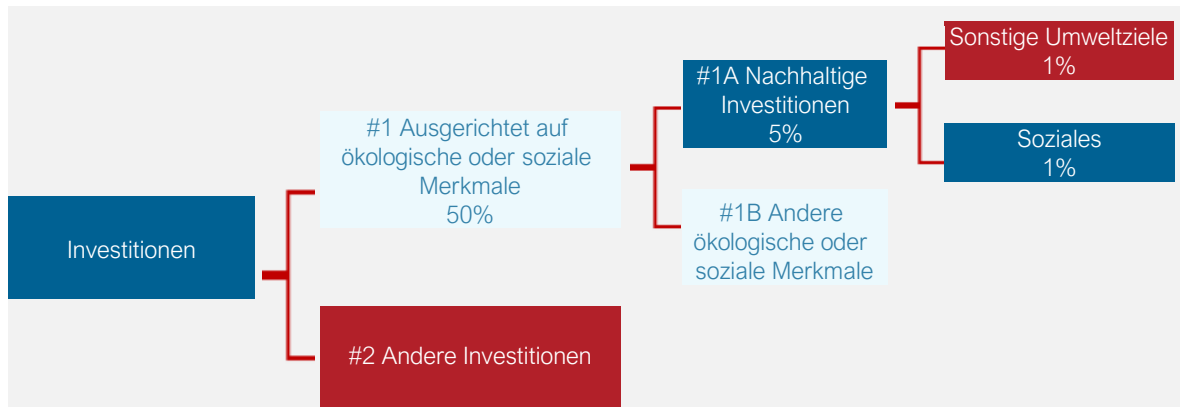 Investitionen
#1 Ausgerichtet auf
ökologische oder soziale
Merkmale
50%
#2 Andere Investitionen
#1A Nachhaltige
Investitionen
5%
#1B Andere
ökologische oder
soziale Merkmale
Sonstige Umweltziele
1%
Soziales
1%